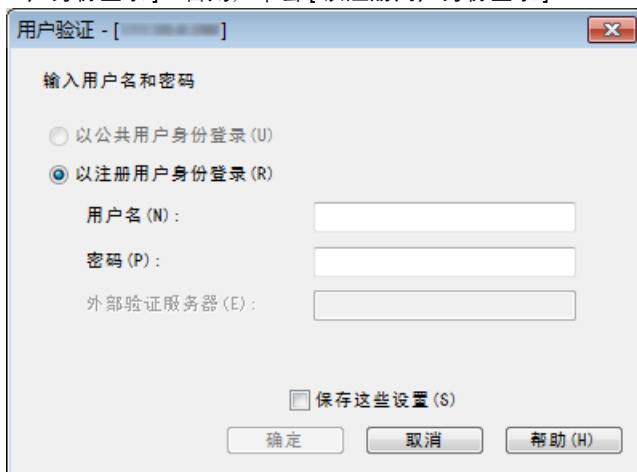 用户验证 - [ ]
输入用户名和密码
以公共用户身份登录(U)
以注册用户身份登录(R)
用户名(N):
密码(P):
外部验证服务器(E):
保存这些设置(S)
确定 取消 帮助(H)